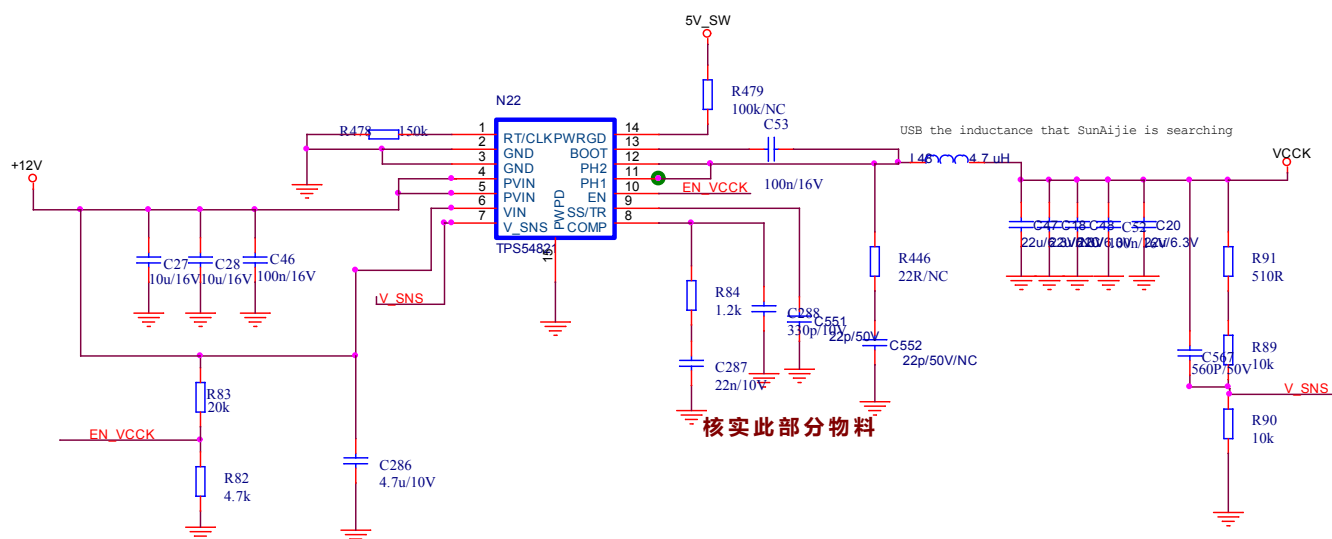 5V_SW
R479
100k/NC
N22
C53
100n/16V
R478 150k
1
2
3
4
5
6
7
RT/CLK
GND
GND
PVIN
PVIN
VIN
V_SNS
PWPD
15
PWRGD
BOOT
PH2
PH1
EN
SS/TR
COMP
14
13
12
11
10
9
8
EN_VCCK
USB the inductance that SunAijie is searching
4.7 uH
VCCK
+12V
C27
10u/16V
C28
10u/16V
C46
100n/16V
V_SNS
R84
1.2k
C287
22n/10V
C288
330p/10V
C551
22p/50V
R446
22R/NC
C552
22p/50V/NC
C47
C18
C48
C52
C20
22u/6.3V
R91
510R
R89
10k
C567
560P/50V
V_SNS
R90
10k
R83
20k
EN_VCCK
R82
4.7k
C286
4.7u/10V
核实此部分物料